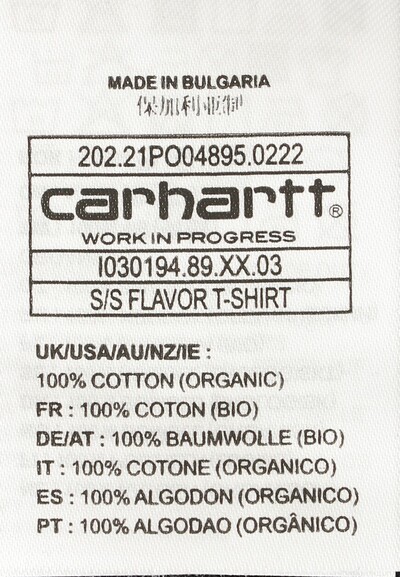 MADE IN BULGARIA
保加利亚制
202.21PO04895.0222
carhartt®
WORK IN PROGRESS
I030194.89.XX.03
S/S FLAVOR T-SHIRT
UK/USA/AU/NZ/IE :
100% COTTON (ORGANIC)
FR : 100% COTON (BIO)
DE/AT : 100% BAUMWOLLE (BIO)
IT : 100% COTONE (ORGANICO)
ES : 100% ALGODON (ORGANICO)
PT : 100% ALGODAO (ORGÂNICO)